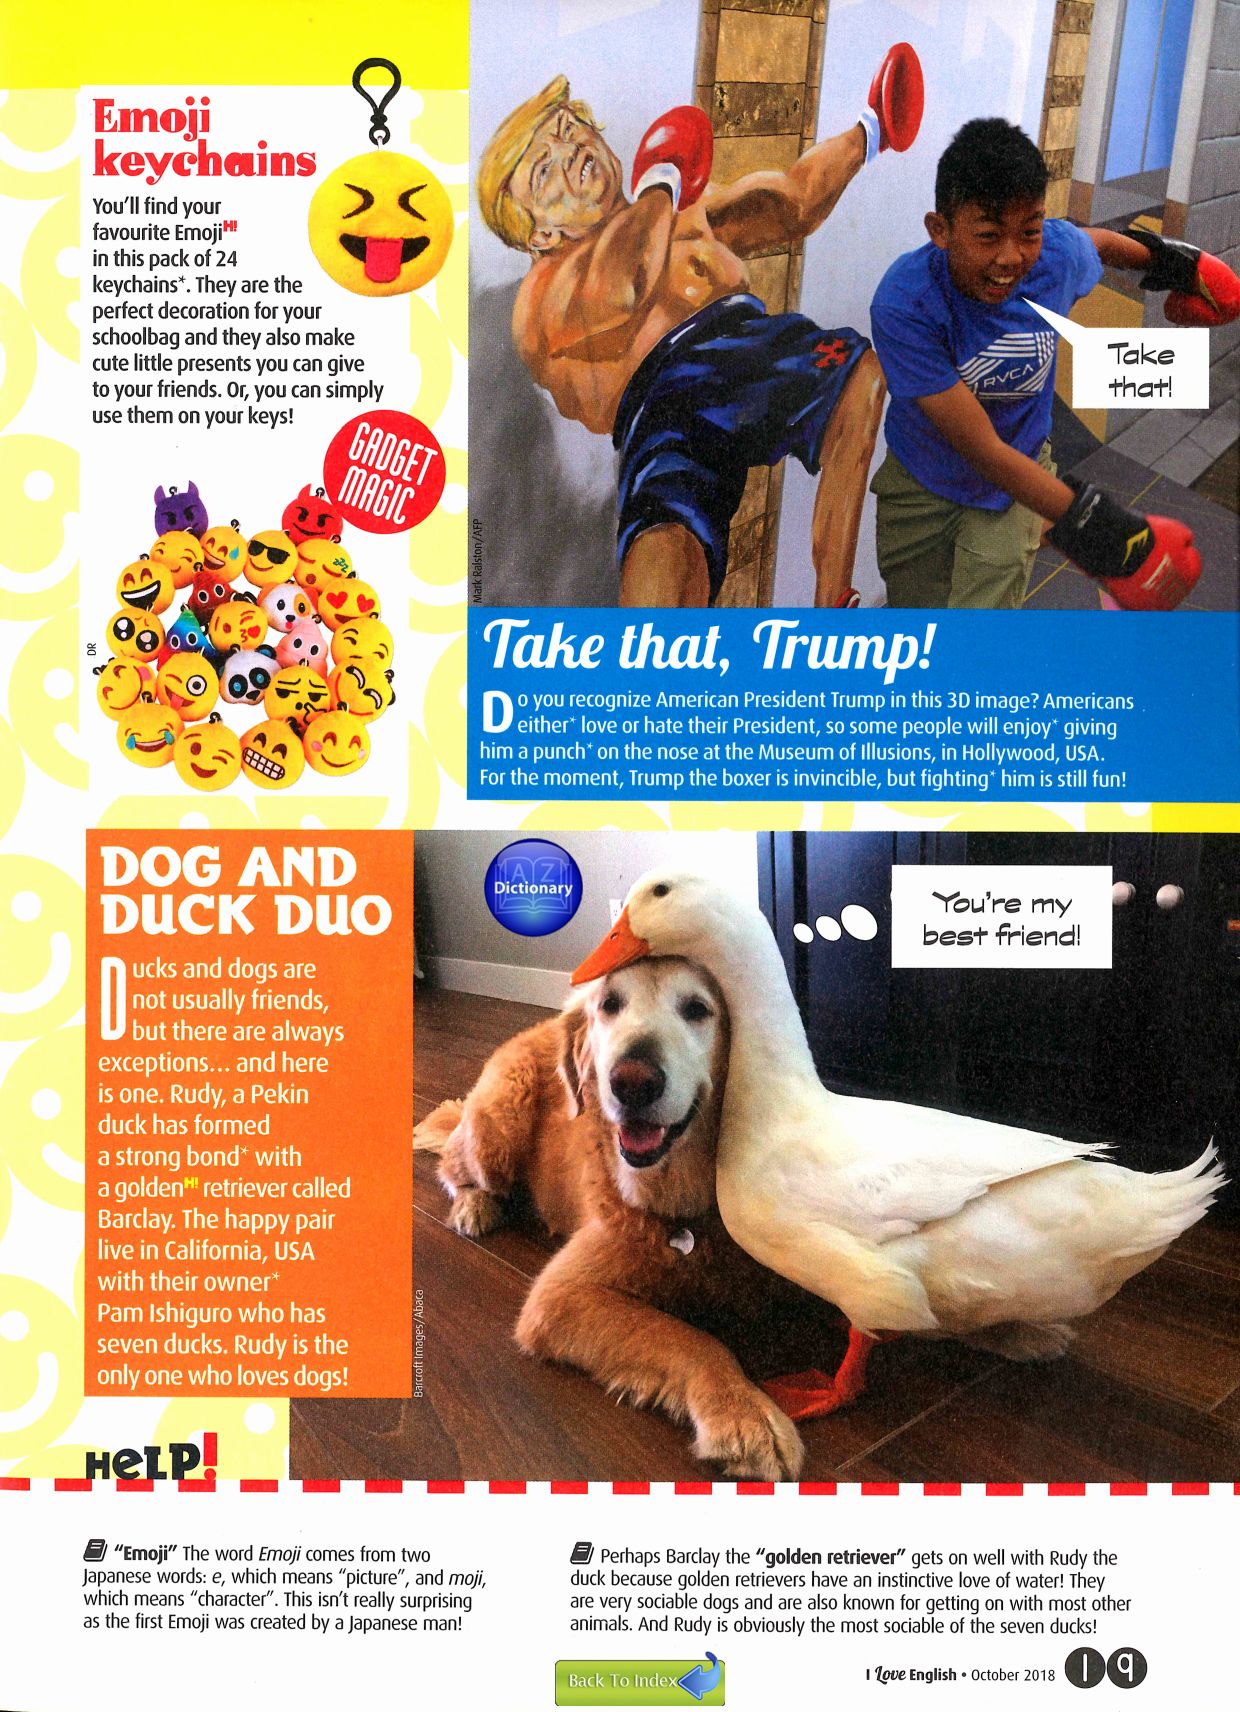 Emoji
keychains
You'll find your
favourite Emoji H!
in this pack of 24
keychains*. They are the
perfect decoration for your
schoolbag and they also make
cute little presents you can give
to your friends. Or, you can simply
use them on your keys!
GADGET
MAGIC
DR
RVCA
Take
that!
Mark Ralston/AFP
Take that, Trump!
Do you recognize American President Trump in this 3D image? Americans
either* love or hate their President, so some people will enjoy* giving
him a punch* on the nose at the Museum of Illusions, in Hollywood, USA.
For the moment, Trump the boxer is invincible, but fighting* him is still fun!
DOG AND
DUCK DUO
Ducks and dogs are
not usually friends,
but there are always
exceptions... and here
is one. Rudy, a Pekin
duck has formed
a strong bond* with
a golden H! retriever called
Barclay. The happy pair
live in California, USA
with their owner*
Pam Ishiguro who has
seven ducks. Rudy is the
only one who loves dogs!
A Z
Dictionary
You're my
best friend!
Barcroft Images/Abaca
HELP!
"Emoji" The word Emoji comes from two
Japanese words: e, which means "picture", and moji,
which means "character". This isn't really surprising
as the first Emoji was created by a Japanese man!
Perhaps Barclay the "golden retriever" gets on well with Rudy the
duck because golden retrievers have an instinctive love of water! They
are very sociable dogs and are also known for getting on with most other
animals. And Rudy is obviously the most sociable of the seven ducks!
Back To Index
I Love English • October 2018 19